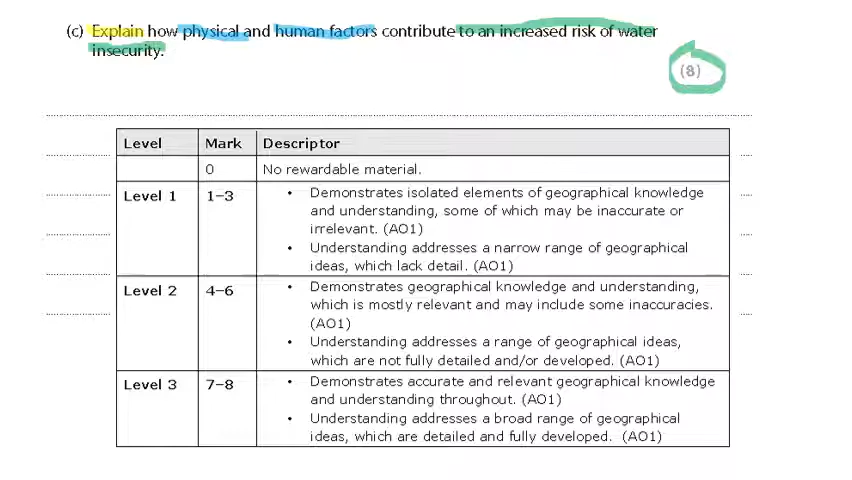 (c) Explain how physical and human factors contribute to an increased risk of water
insecurity.
(8)
Level Mark Descriptor
0 No rewardable material.
Level 1 1–3 • Demonstrates isolated elements of geographical knowledge
and understanding, some of which may be inaccurate or
irrelevant. (AO1)
• Understanding addresses a narrow range of geographical
ideas, which lack detail. (AO1)
Level 2 4–6 • Demonstrates geographical knowledge and understanding,
which is mostly relevant and may include some inaccuracies.
(AO1)
• Understanding addresses a range of geographical ideas,
which are not fully detailed and/or developed. (AO1)
Level 3 7–8 • Demonstrates accurate and relevant geographical knowledge
and understanding throughout. (AO1)
• Understanding addresses a broad range of geographical
ideas, which are detailed and fully developed. (AO1)